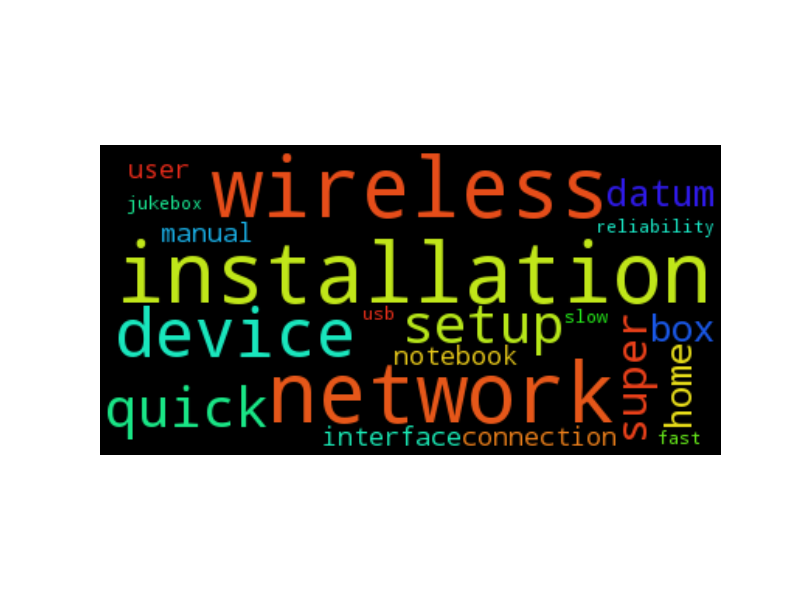 user
wireless
datum
jukebox
reliability
manual
installation
device
usb
setup
slow
super
box
notebook
home
quick
network
interface
connection
fast